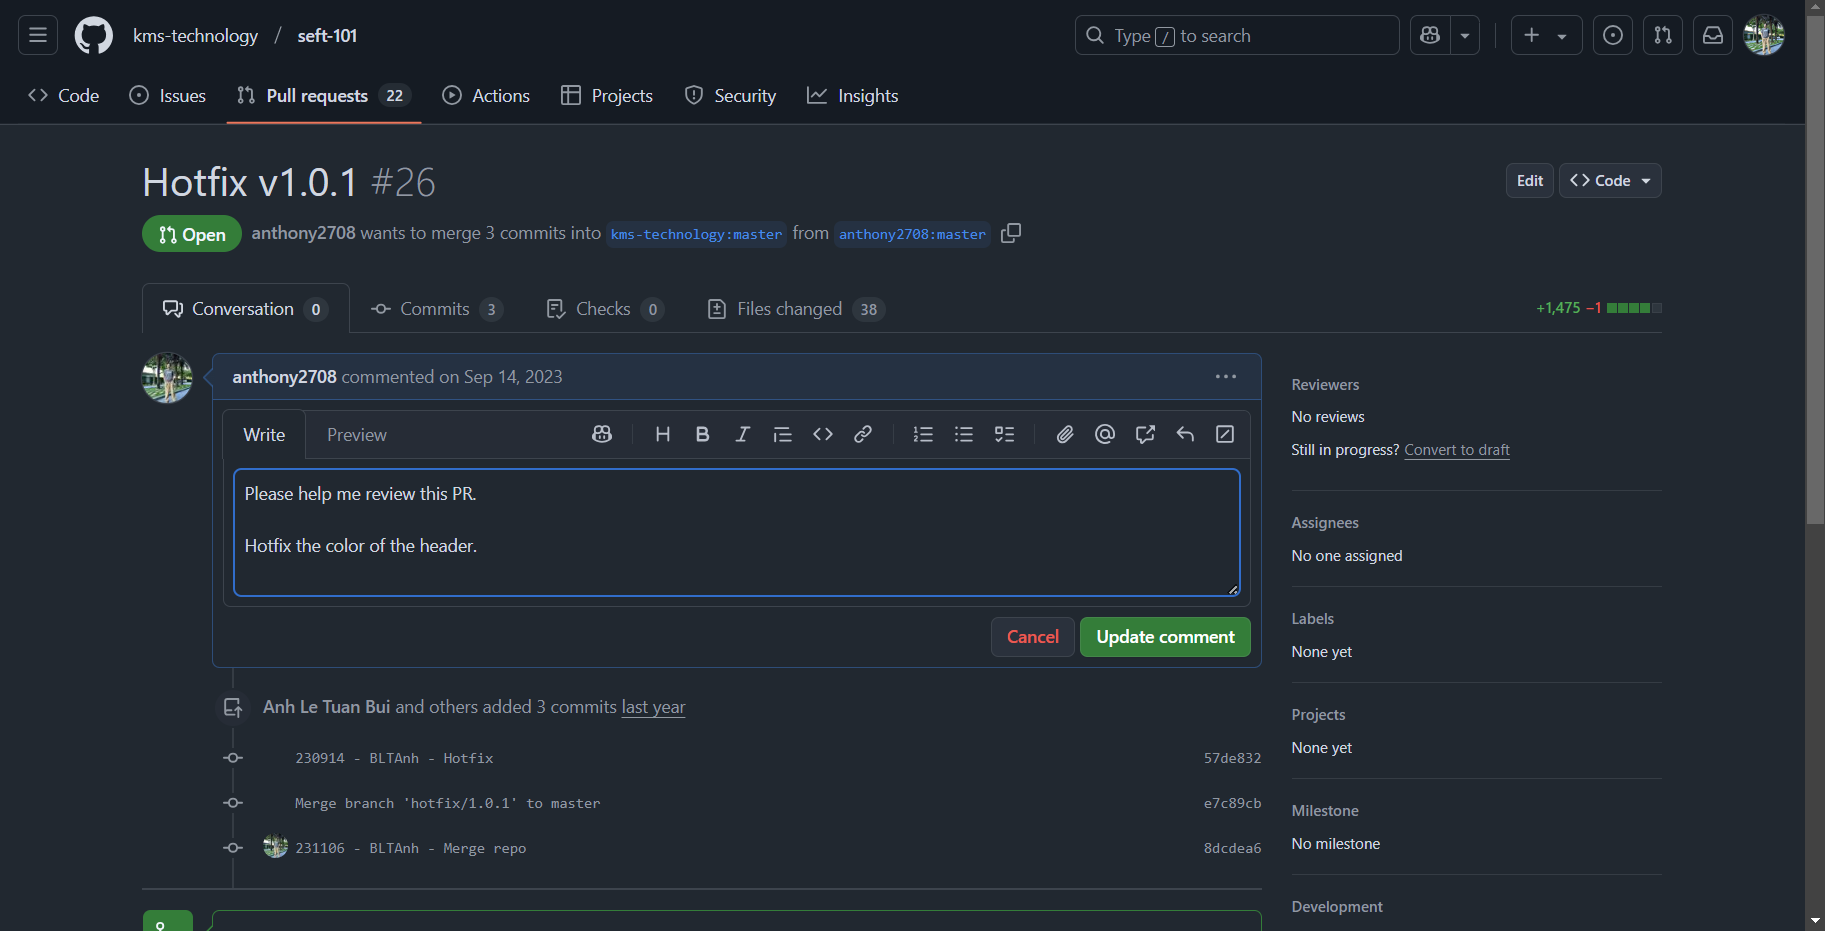 kms-technology / seft-101
Type / to search
Code
Issues
Pull requests 22
Actions
Projects
Security
Insights
Hotfix v1.0.1 #26
Edit
Code
Open
anthony2708 wants to merge 3 commits into kms-technology:master from anthony2708:master
Conversation 0
Commits 3
Checks 0
Files changed 38
+1,475 −1
anthony2708 commented on Sep 14, 2023
Write
Preview
Please help me review this PR.
Hotfix the color of the header.
Cancel
Update comment
Anh Le Tuan Bui and others added 3 commits last year
230914 - BLTAnh - Hotfix 57de832
Merge branch 'hotfix/1.0.1' to master e7c89cb
231106 - BLTAnh - Merge repo 8dcdea6
Reviewers
No reviews
Still in progress? Convert to draft
Assignees
No one assigned
Labels
None yet
Projects
None yet
Milestone
No milestone
Development